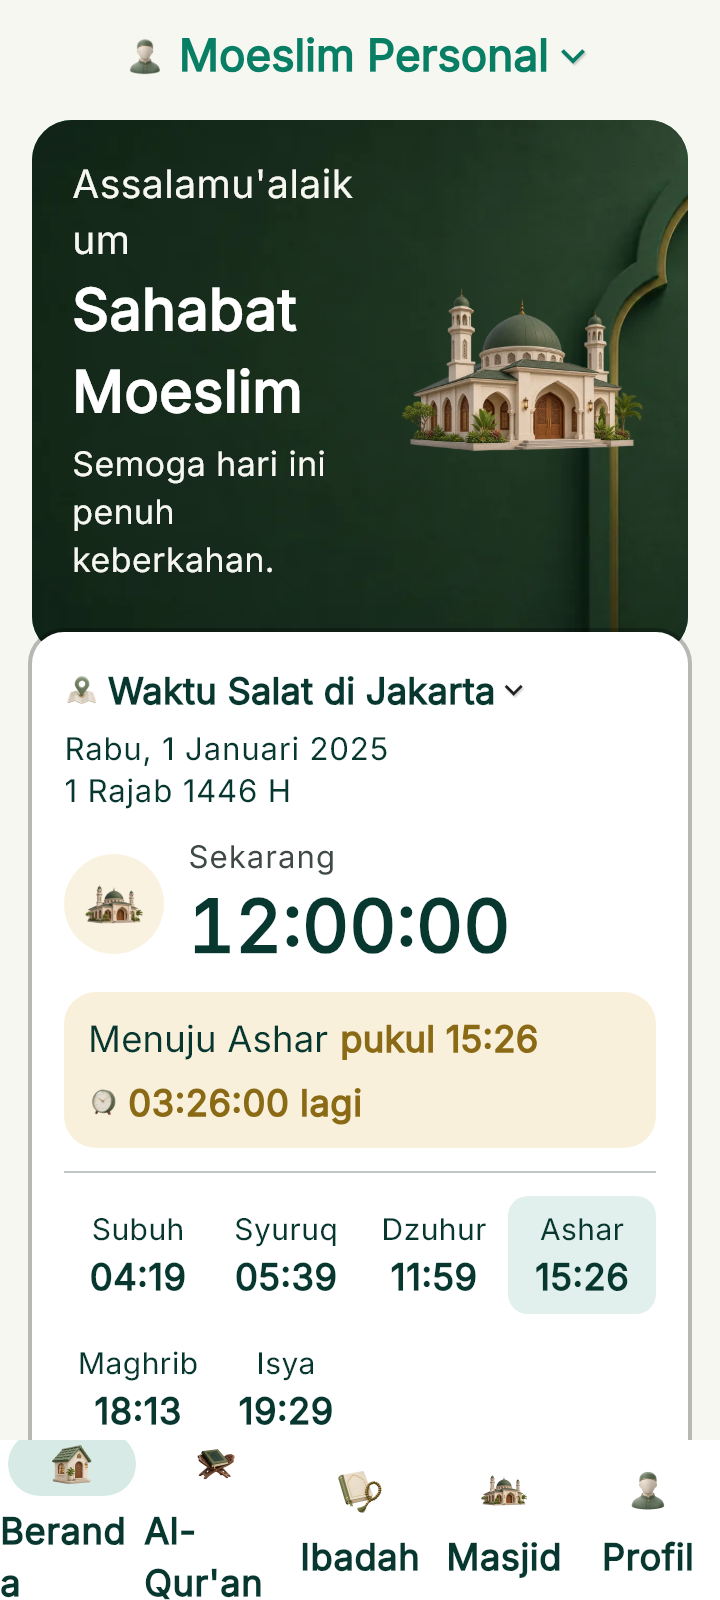 Moeslim Personal
Assalamu'alaik
um
Sahabat
Moeslim
Semoga hari ini
penuh
keberkahan.
Waktu Salat di Jakarta
Rabu, 1 Januari 2025
1 Rajab 1446 H
Sekarang
12:00:00
Menuju Ashar pukul 15:26
03:26:00 lagi
Subuh Syuruq Dzuhur Ashar
04:19 05:39 11:59 15:26
Maghrib Isya
18:13 19:29
Berand
a
Al-
Qur'an
Ibadah
Masjid
Profil